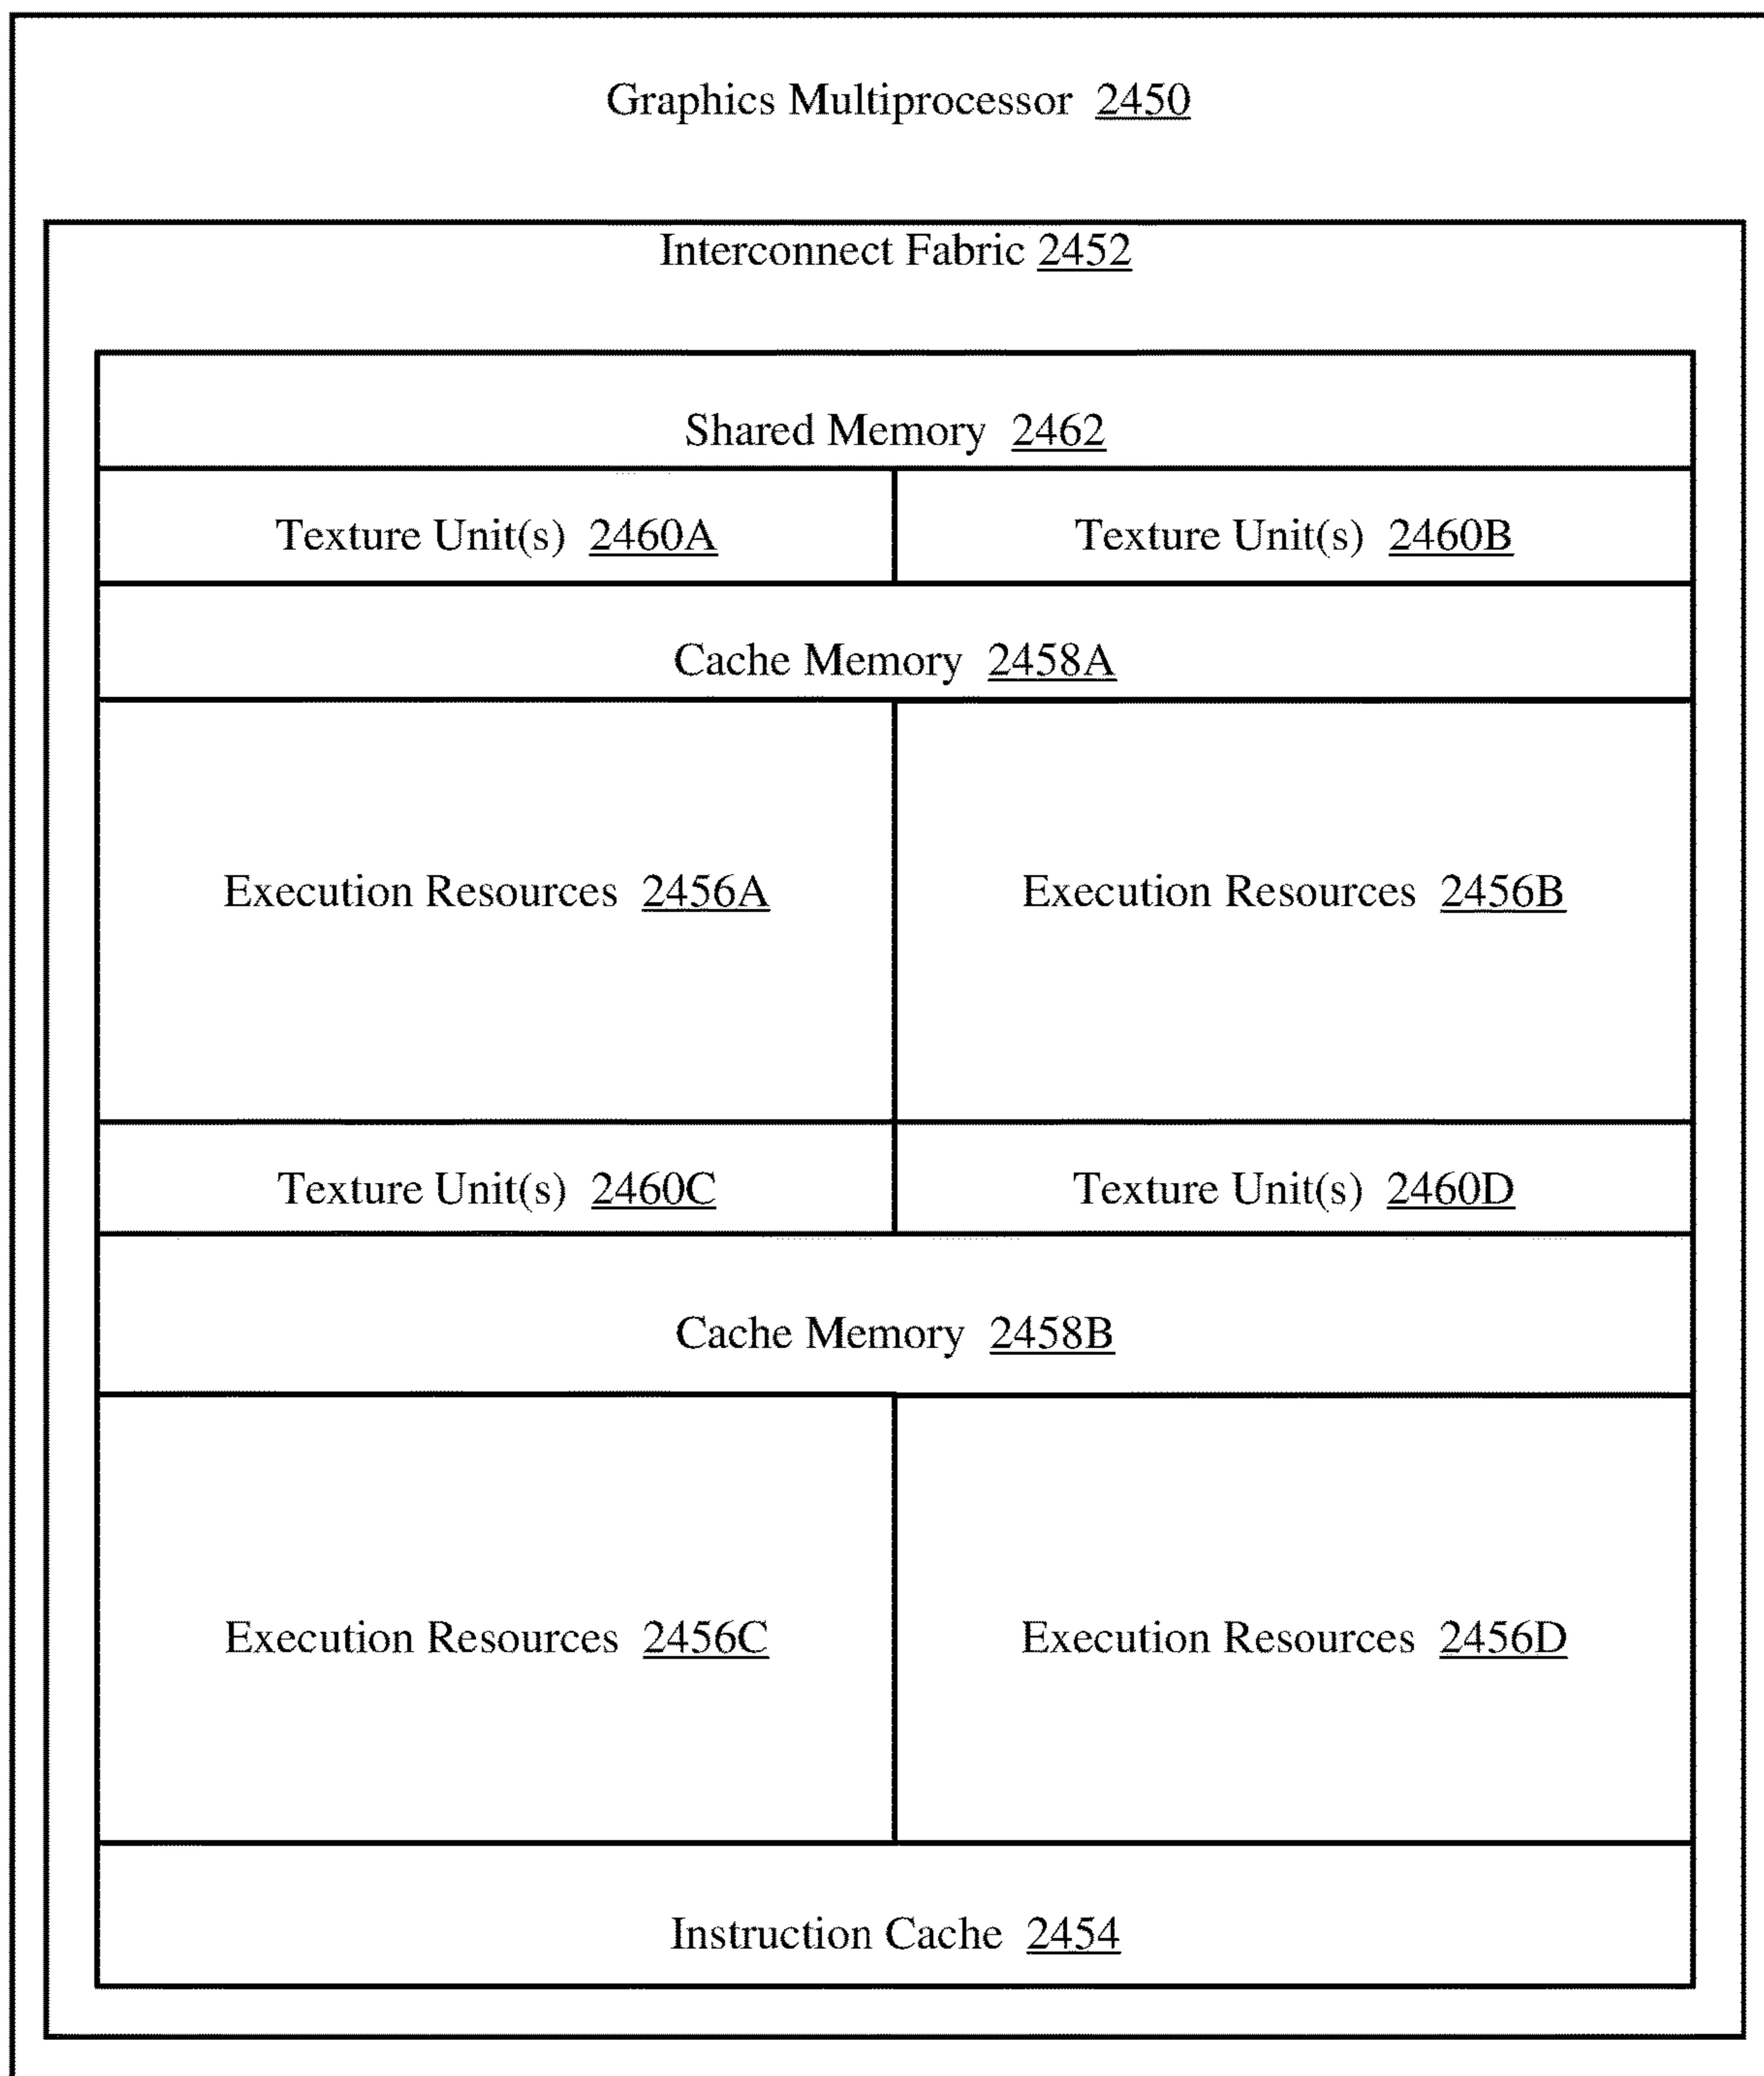 Graphics Multiprocessor 2450
Interconnect Fabric 2452
Shared Memory 2462
Texture Unit(s) 2460A
Texture Unit(s) 2460B
Cache Memory 2458A
Execution Resources 2456A
Execution Resources 2456B
Texture Unit(s) 2460C
Texture Unit(s) 2460D
Cache Memory 2458B
Execution Resources 2456C
Execution Resources 2456D
Instruction Cache 2454